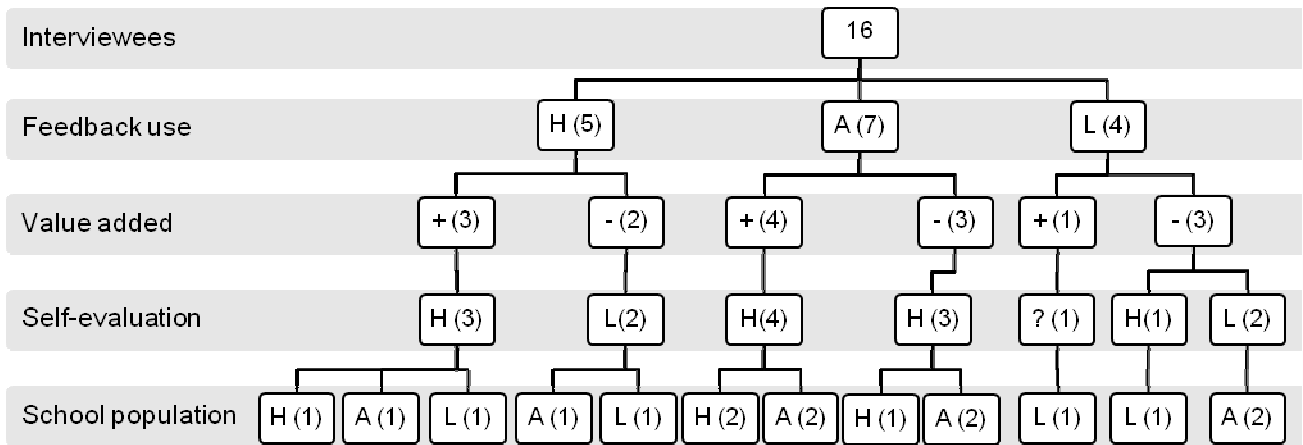 Interviewees 16
Feedback use H (5) A (7) L (4)
Value added + (3) - (2) + (4) - (3) + (1) - (3)
Self-evaluation H (3) L(2) H(4) H (3) ? (1) H(1) L (2)
School population H (1) A (1) L (1) A (1) L (1) H (2) A (2) H (1) A (2) L (1) L (1) A (2)